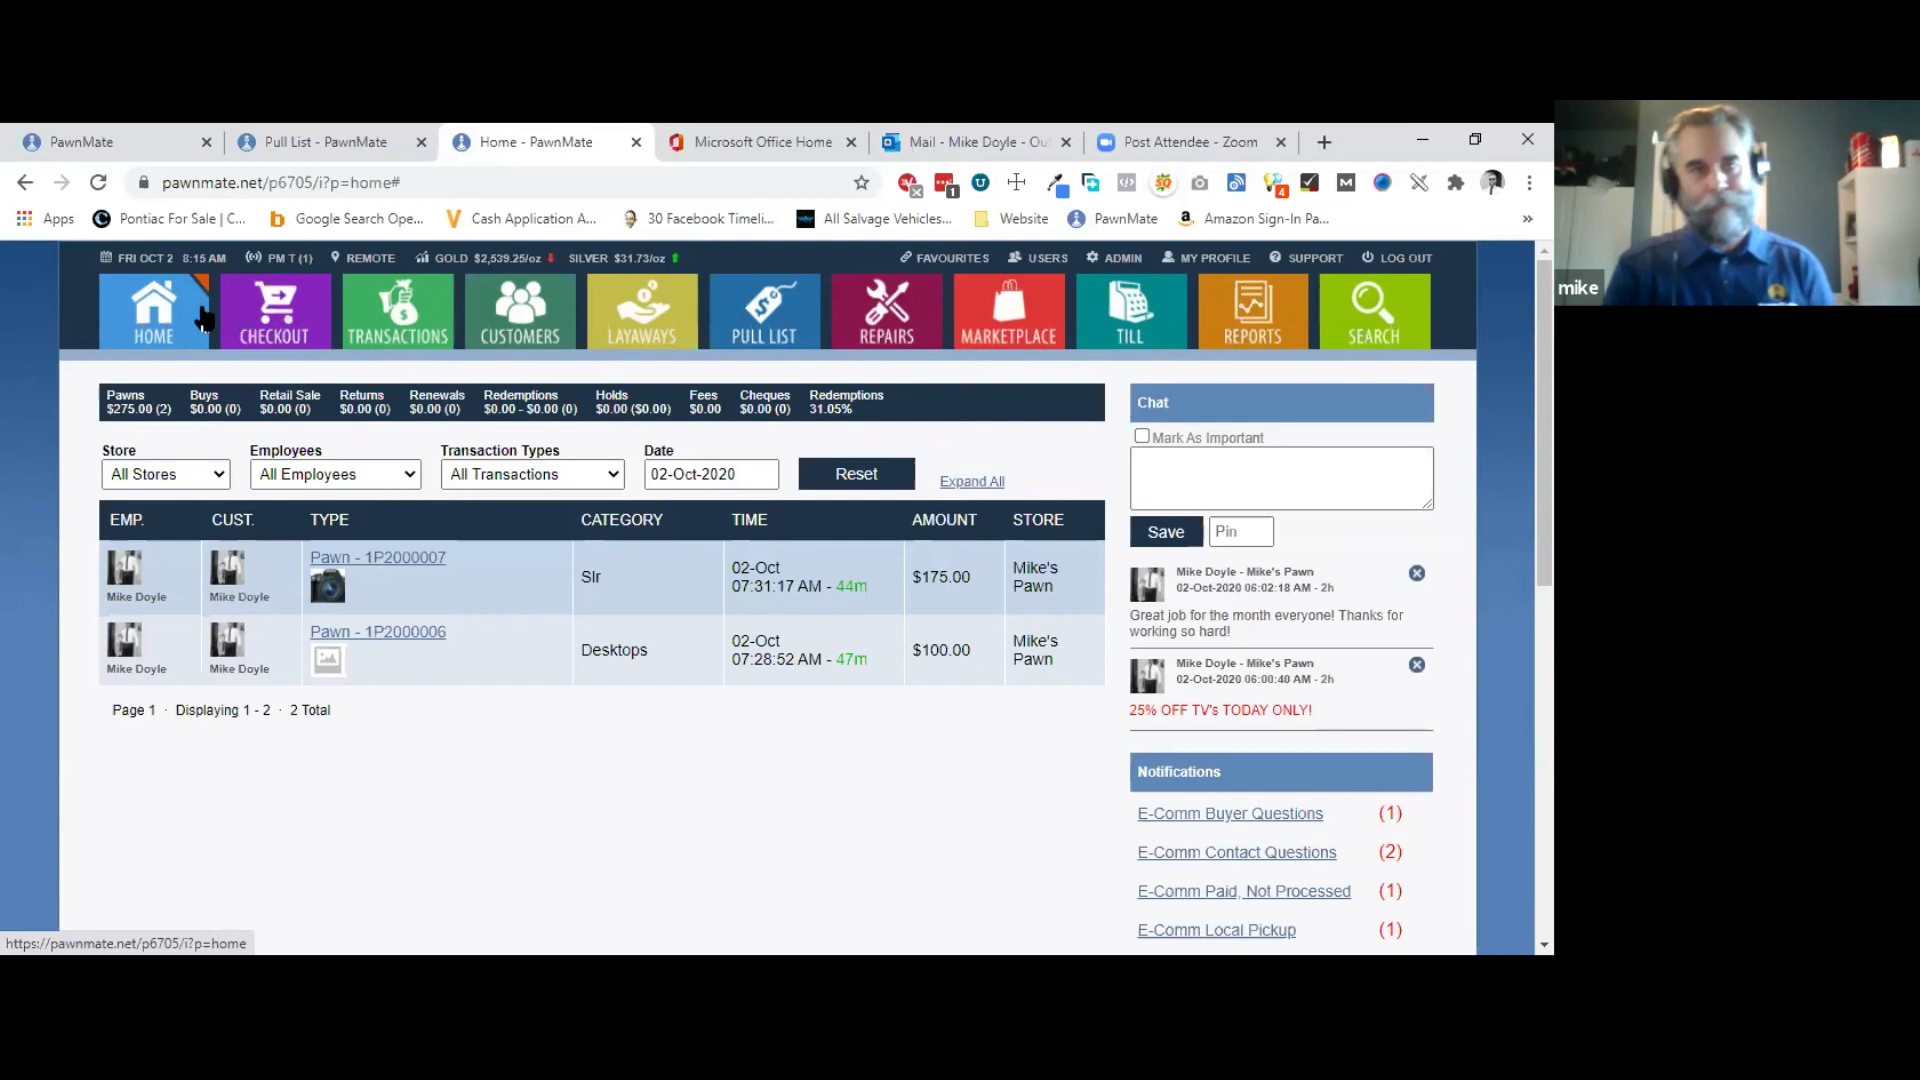 PawnMate
Pull List - PawnMate
Home - PawnMate
Microsoft Office Home
Mail - Mike Doyle - Ou
Post Attendee - Zoom
pawnmate.net/p6705/i?p=home#
1
4
Apps
Pontiac For Sale | C...
Google Search Ope...
Cash Application A...
30 Facebook Timeli...
All Salvage Vehicles...
Website
PawnMate
Amazon Sign-In Pa...
FRI OCT 2 8:15 AM
PM T (1)
REMOTE
GOLD $2,539.25/oz
SILVER $31.73/oz
FAVOURITES
USERS
ADMIN
MY PROFILE
SUPPORT
LOG OUT
HOME
CHECKOUT
TRANSACTIONS
CUSTOMERS
LAYAWAYS
PULL LIST
REPAIRS
MARKETPLACE
TILL
REPORTS
SEARCH
mike
Pawns
$275.00 (2)
Buys
$0.00 (0)
Retail Sale
$0.00 (0)
Returns
$0.00 (0)
Renewals
$0.00 (0)
Redemptions
$0.00 - $0.00 (0)
Holds
$0.00 ($0.00)
Fees
$0.00
Cheques
$0.00 (0)
Redemptions
31.05%
Store
All Stores
Employees
All Employees
Transaction Types
All Transactions
Date
02-Oct-2020
Reset
Expand All
EMP. CUST. TYPE CATEGORY TIME AMOUNT STORE
Mike Doyle
Mike Doyle
Pawn - 1P2000007
Slr
02-Oct
07:31:17 AM - 44m
$175.00
Mike's
Pawn
Mike Doyle
Mike Doyle
Pawn - 1P2000006
Desktops
02-Oct
07:28:52 AM - 47m
$100.00
Mike's
Pawn
Page 1 · Displaying 1 - 2 · 2 Total
Chat
Mark As Important
Save
Pin
Mike Doyle - Mike's Pawn
02-Oct-2020 06:02:18 AM - 2h
Great job for the month everyone! Thanks for
working so hard!
Mike Doyle - Mike's Pawn
02-Oct-2020 06:00:40 AM - 2h
25% OFF TV's TODAY ONLY!
Notifications
E-Comm Buyer Questions (1)
E-Comm Contact Questions (2)
E-Comm Paid, Not Processed (1)
E-Comm Local Pickup (1)
https://pawnmate.net/p6705/i?p=home